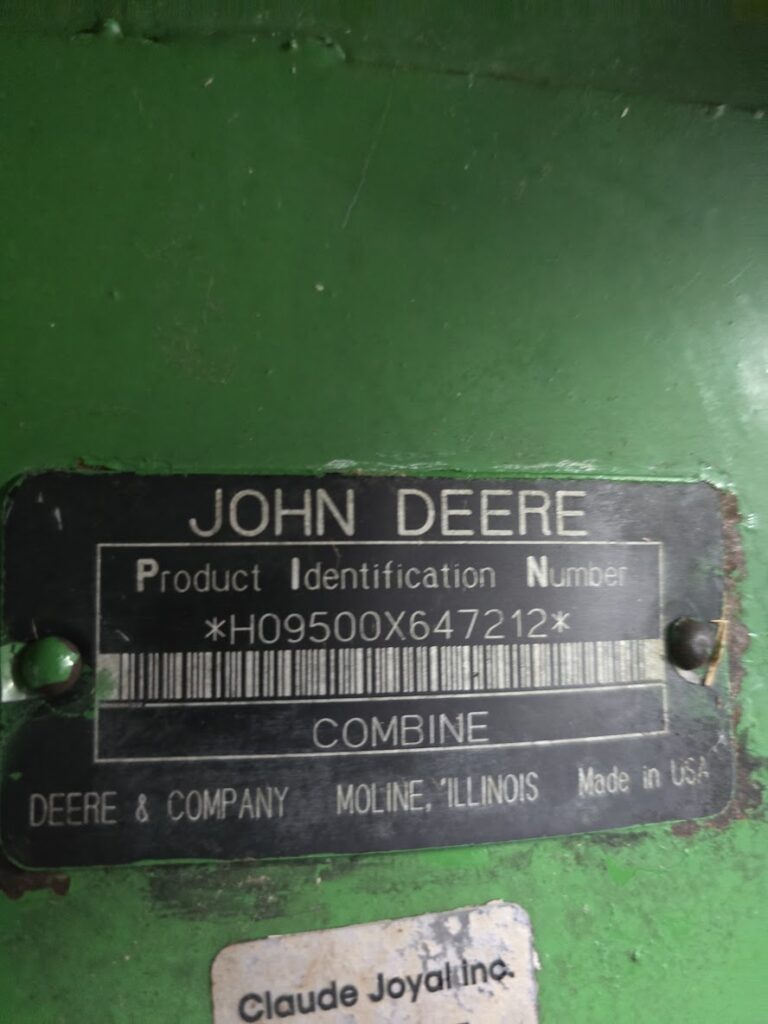 JOHN DEERE
Product Identification Number
*H09500X647212*
COMBINE
DEERE & COMPANY MOLINE, ILLINOIS Made in USA
Claude Joyal inc.